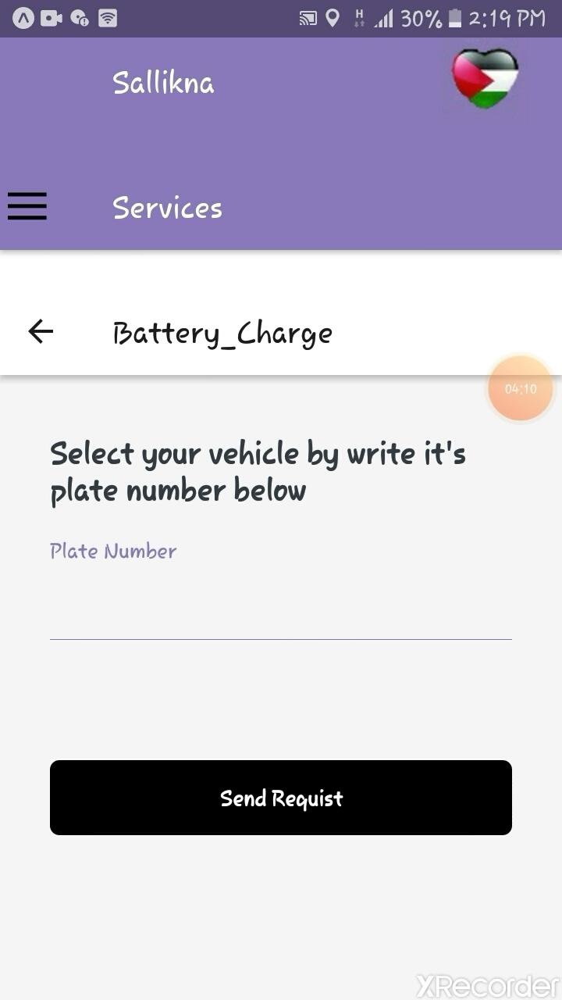 H 30% 2:19 PM
Sallikna
Services
Battery_Charge
04:10
Select your vehicle by write it's
plate number below
Plate Number
Send Requist
XRecorder